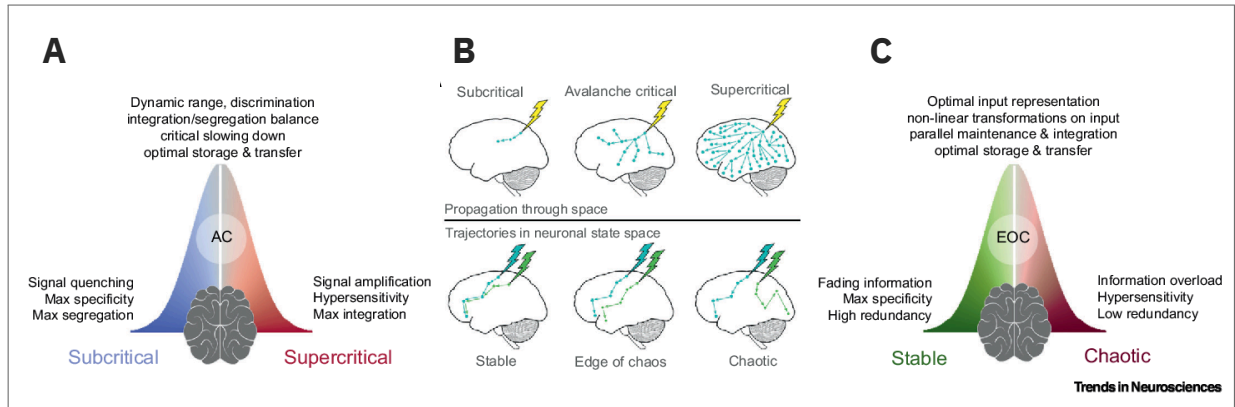 A
Dynamic range, discrimination
integration/segregation balance
critical slowing down
optimal storage & transfer
AC
Signal quenching
Max specificity
Max segregation
Signal amplification
Hypersensitivity
Max integration
Subcritical
Supercritical
B
Subcritical
Avalanche critical
Supercritical
Propagation through space
Trajectories in neuronal state space
Stable
Edge of chaos
Chaotic
C
Optimal input representation
non-linear transformations on input
parallel maintenance & integration
optimal storage & transfer
EOC
Fading information
Max specificity
High redundancy
Information overload
Hypersensitivity
Low redundancy
Stable
Chaotic
Trends in Neurosciences